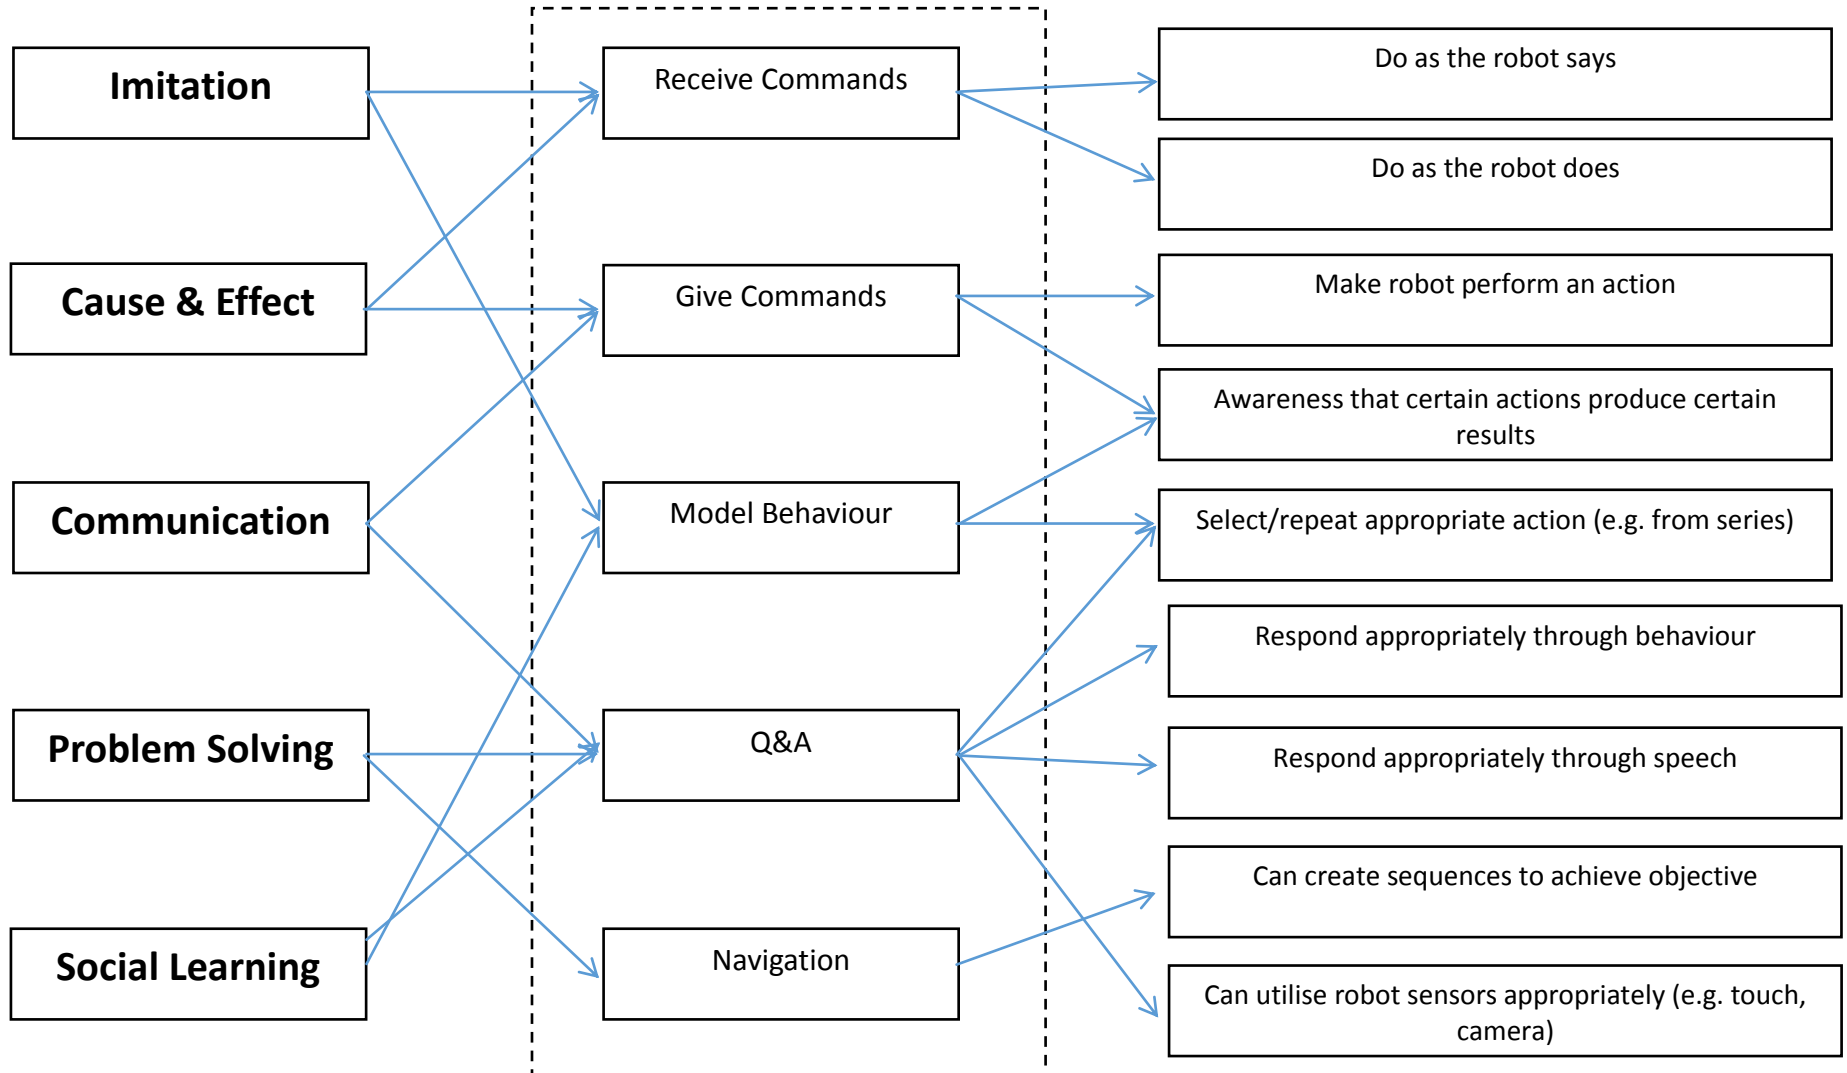 Imitation
Cause & Effect
Communication
Problem Solving
Social Learning
Receive Commands
Give Commands
Model Behaviour
Q&A
Navigation
Do as the robot says
Do as the robot does
Make robot perform an action
Awareness that certain actions produce certain
results
Select/repeat appropriate action (e.g. from series)
Respond appropriately through behaviour
Respond appropriately through speech
Can create sequences to achieve objective
Can utilise robot sensors appropriately (e.g. touch,
camera)